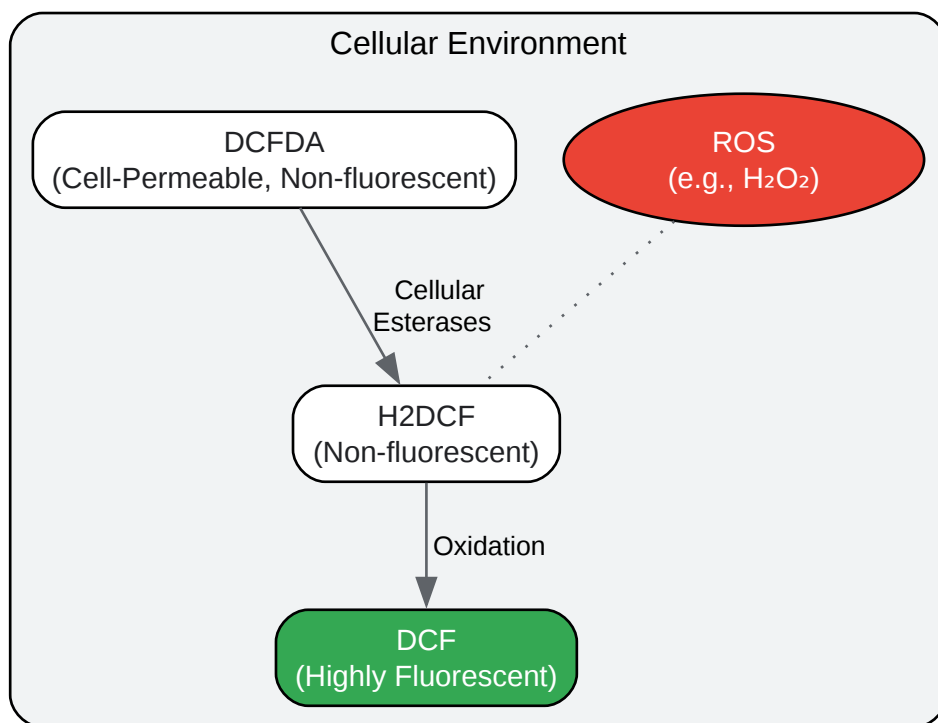 Cellular Environment
DCFDA
(Cell-Permeable, Non-fluorescent)
ROS
(e.g., H₂O₂)
Cellular
Esterases
H2DCF
(Non-fluorescent)
Oxidation
DCF
(Highly Fluorescent)